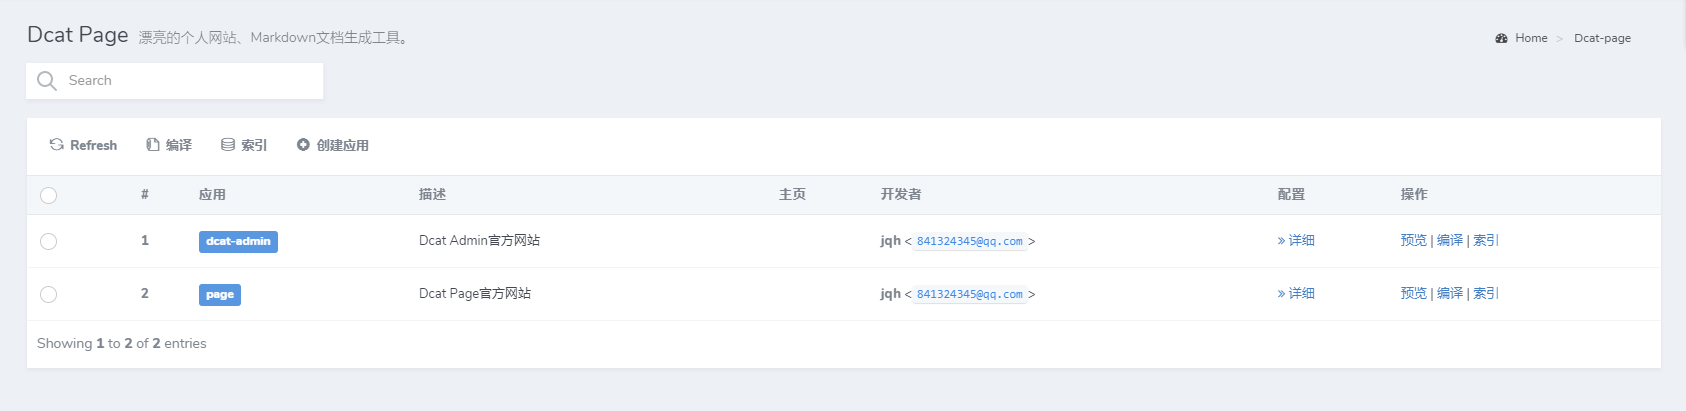 Dcat Page 漂亮的个人网站、Markdown文档生成工具。
Home > Dcat-page
Search
Refresh 编译 索引 创建应用
# 应用 描述 主页 开发者 配置 操作
1 dcat-admin Dcat Admin官方网站 jqh < 841324345@qq.com > » 详细 预览 | 编译 | 索引
2 page Dcat Page官方网站 jqh < 841324345@qq.com > » 详细 预览 | 编译 | 索引
Showing 1 to 2 of 2 entries